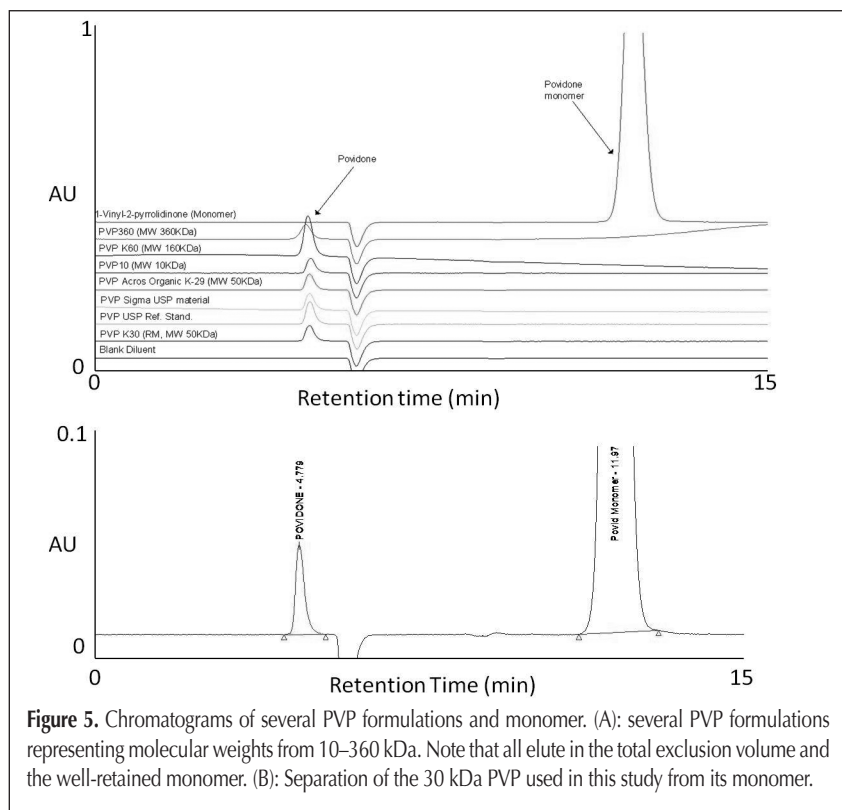 1
Povidone
monomer
Povidone
AU
1-Vinyl-2-pyrrolidinone (Monomer)
PVP360 (MW 360KDa)
PVP K60 (MW 160KDa)
PVP10 (MW 10KDa)
PVP Acros Organic K-29 (MW 50KDa)
PVP Sigma USP material
PVP USP Ref. Stand.
PVP K30 (RM, MW 50KDa)
Blank Diluent
0
0
15
Retention time (min)
0.1
POVIDONE - 4.779
Povid Monomer - 11.97
AU
0
0
15
Retention Time (min)
Figure 5. Chromatograms of several PVP formulations and monomer. (A): several PVP formulations
representing molecular weights from 10–360 kDa. Note that all elute in the total exclusion volume and
the well-retained monomer. (B): Separation of the 30 kDa PVP used in this study from its monomer.